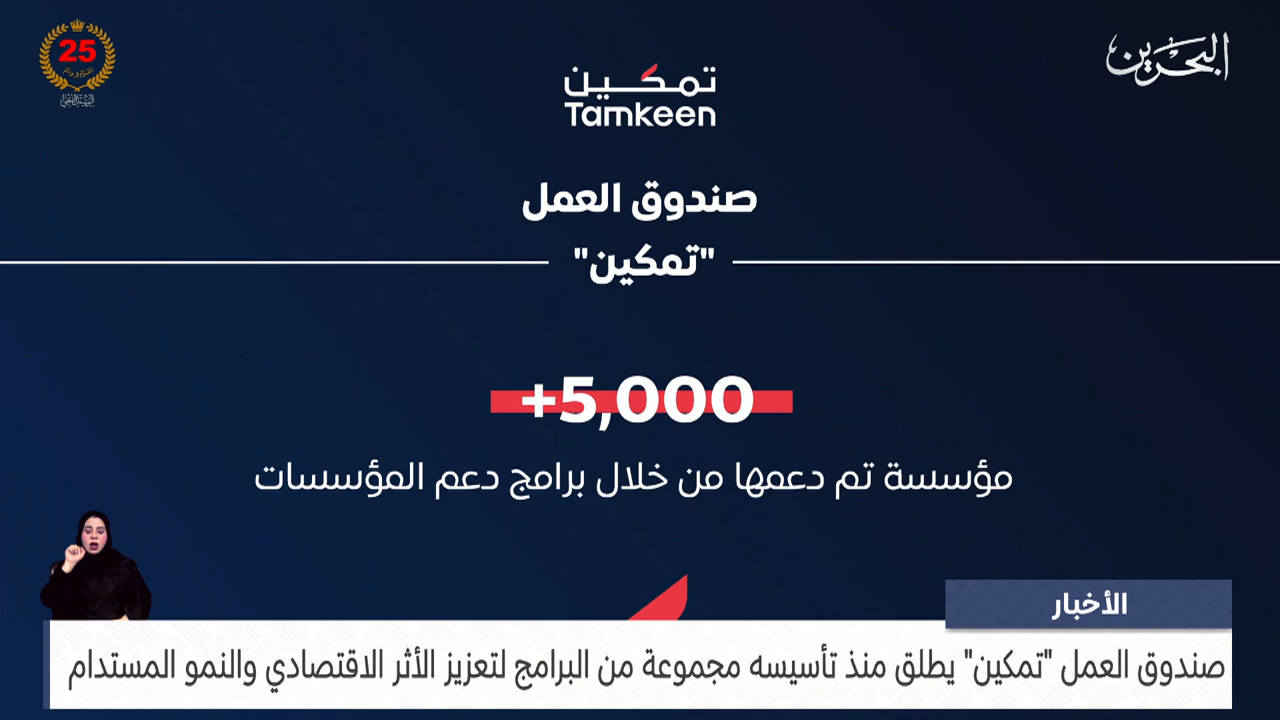 25
البحرين
تمكين
Tamkeen
صندوق العمل
"تمكين"
+5,000
مؤسسة تم دعمها من خلال برامج دعم المؤسسات
الأخبار
صندوق العمل "تمكين" يطلق منذ تأسيسه مجموعة من البرامج لتعزيز الأثر الاقتصادي والنمو المستدام